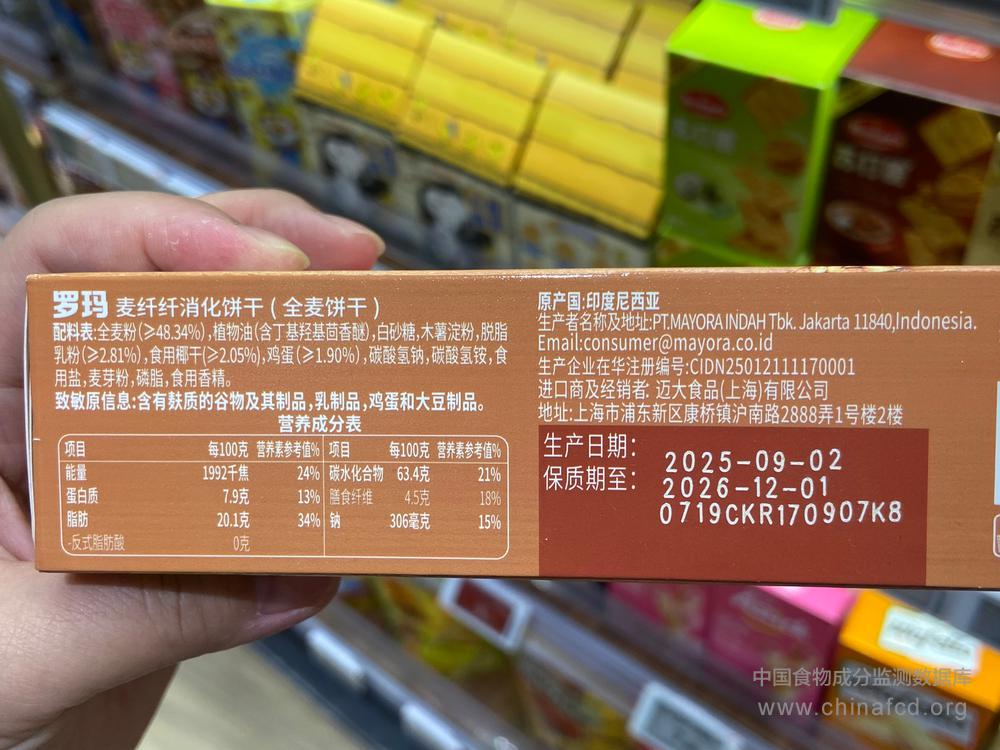 罗玛 麦纤纤消化饼干(全麦饼干)
配料表:全麦粉(≥48.34%),植物油(含丁基羟基茴香醚),白砂糖,木薯淀粉,脱脂
乳粉(≥2.81%),食用椰干(≥2.05%),鸡蛋(≥1.90%),碳酸氢钠,碳酸氢铵,食
用盐,麦芽粉,磷脂,食用香精。
致敏原信息:含有麸质的谷物及其制品,乳制品,鸡蛋和大豆制品。
营养成分表
项目 每100克 营养素参考值% 项目 每100克 营养素参考值%
能量 1992千焦 24% 碳水化合物 63.4克 21%
蛋白质 7.9克 13% 膳食纤维 4.5克 18%
脂肪 20.1克 34% 钠 306毫克 15%
-反式脂肪酸 0克
原产国:印度尼西亚
生产者名称及地址:PT.MAYORA INDAH Tbk. Jakarta 11840,Indonesia.
Email:consumer@mayora.co.id
生产企业在华注册编号:CIDN25012111170001
进口商及经销者: 迈大食品(上海)有限公司
地址:上海市浦东新区康桥镇沪南路2888弄1号楼2楼
生产日期: 2025-09-02
保质期至: 2026-12-01
0719CKR170907K8
中国食物成分监测数据库
www.chinafcd.org